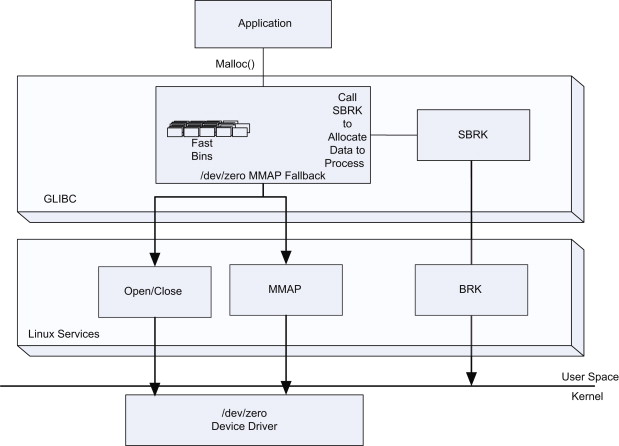 Application
Malloc()
Call
SBRK
to
Allocate
Data to
Process
Fast
Bins
/dev/zero MMAP Fallback
SBRK
GLIBC
Open/Close
MMAP
BRK
Linux Services
User Space
Kernel
/dev/zero
Device Driver